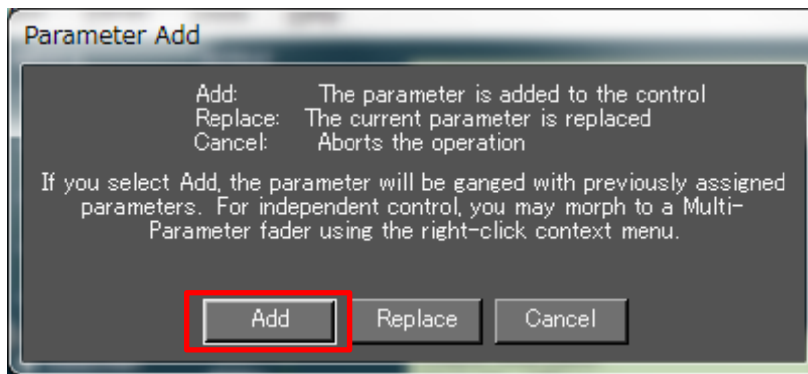 Parameter Add
Add: The parameter is added to the control
Replace: The current parameter is replaced
Cancel: Aborts the operation
If you select Add, the parameter will be ganged with previously assigned
parameters. For independent control, you may morph to a Multi-
Parameter fader using the right-click context menu.
Add Replace Cancel